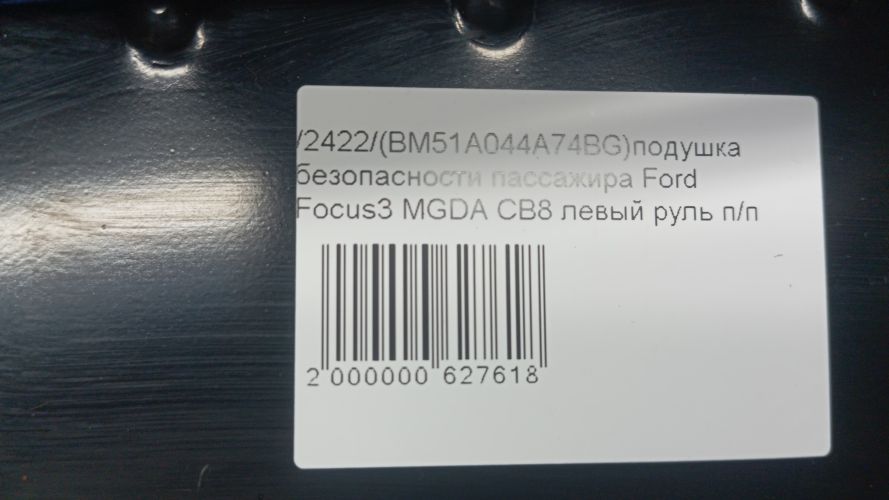 /2422/(BM51A044A74BG)подушка
безопасности пассажира Ford
Focus3 MGDA CB8 левый руль п/п
2 000000 627618